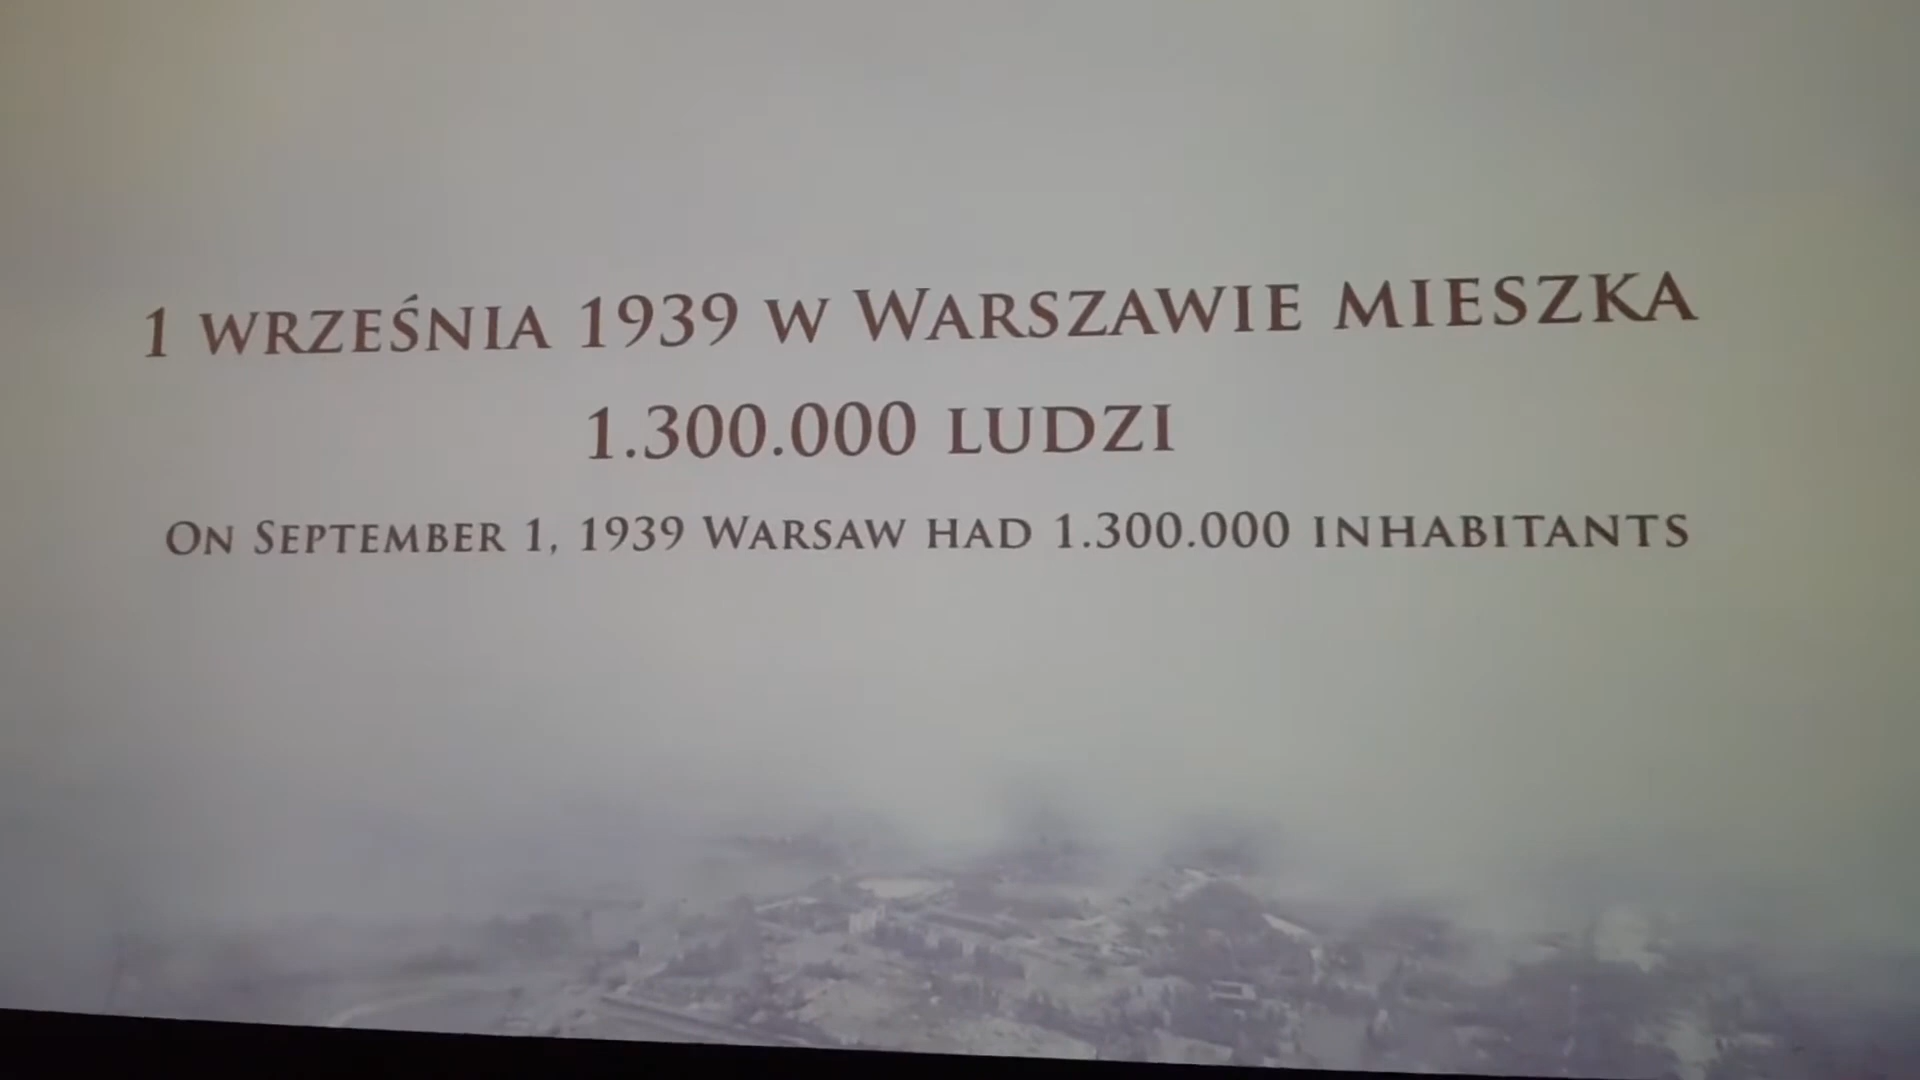 1 WRZEŚNIA 1939 W WARSZAWIE MIESZKA
1.300.000 LUDZI
ON SEPTEMBER 1, 1939 WARSAW HAD 1.300.000 INHABITANTS